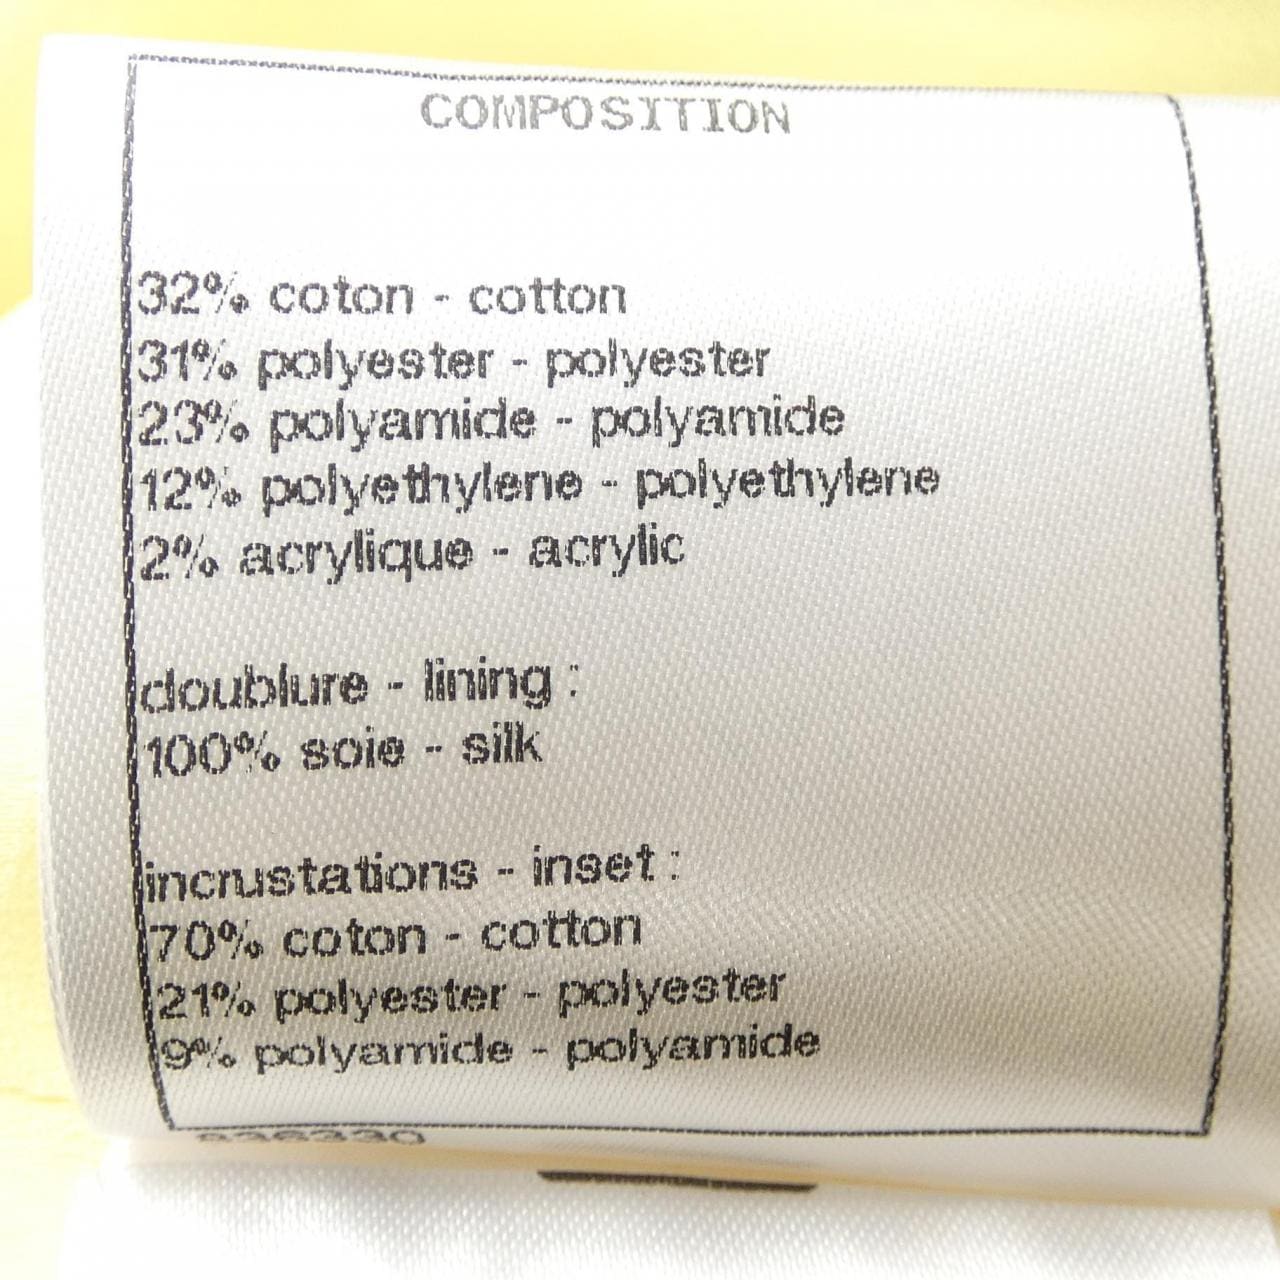 COMPOSITION
32% coton - cotton
31% polyester - polyester
23% polyamide - polyamide
12% polyethylene - polyethylene
2% acrylique - acrylic
doublure - lining :
100% soie - silk
incrustations - inset :
70% coton - cotton
21% polyester - polyester
9% polyamide - polyamide